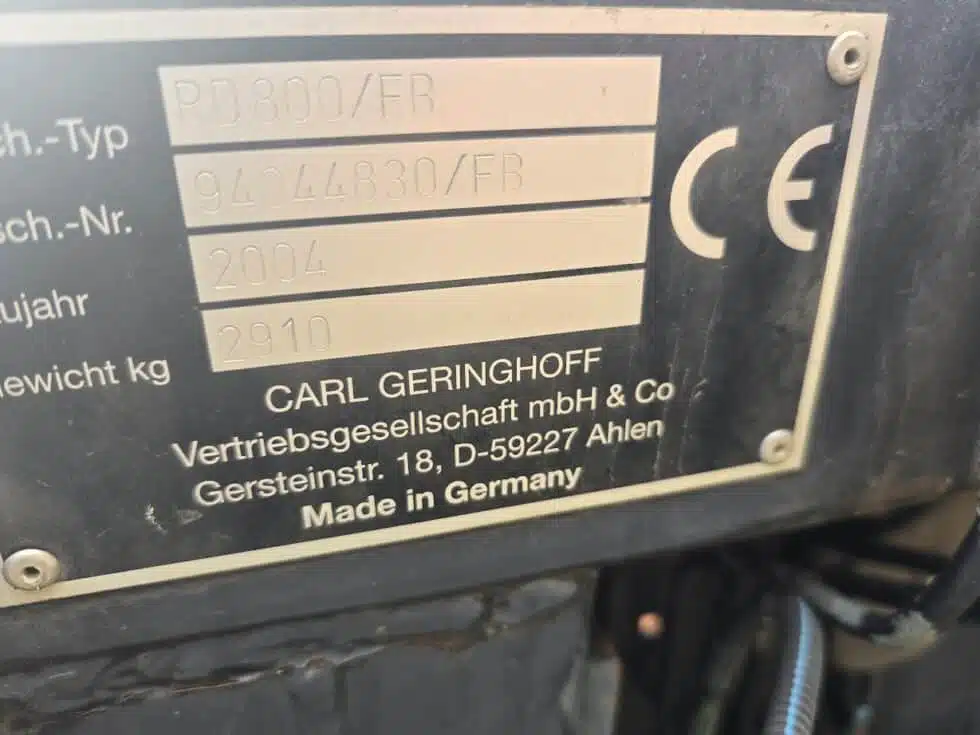 ch.-Typ RD800/FB
sch.-Nr. 94044830/FB
ujahr 2004
ewicht kg 2910
CE
CARL GERINGHOFF
Vertriebsgesellschaft mbH & Co
Gersteinstr. 18, D-59227 Ahlen
Made in Germany